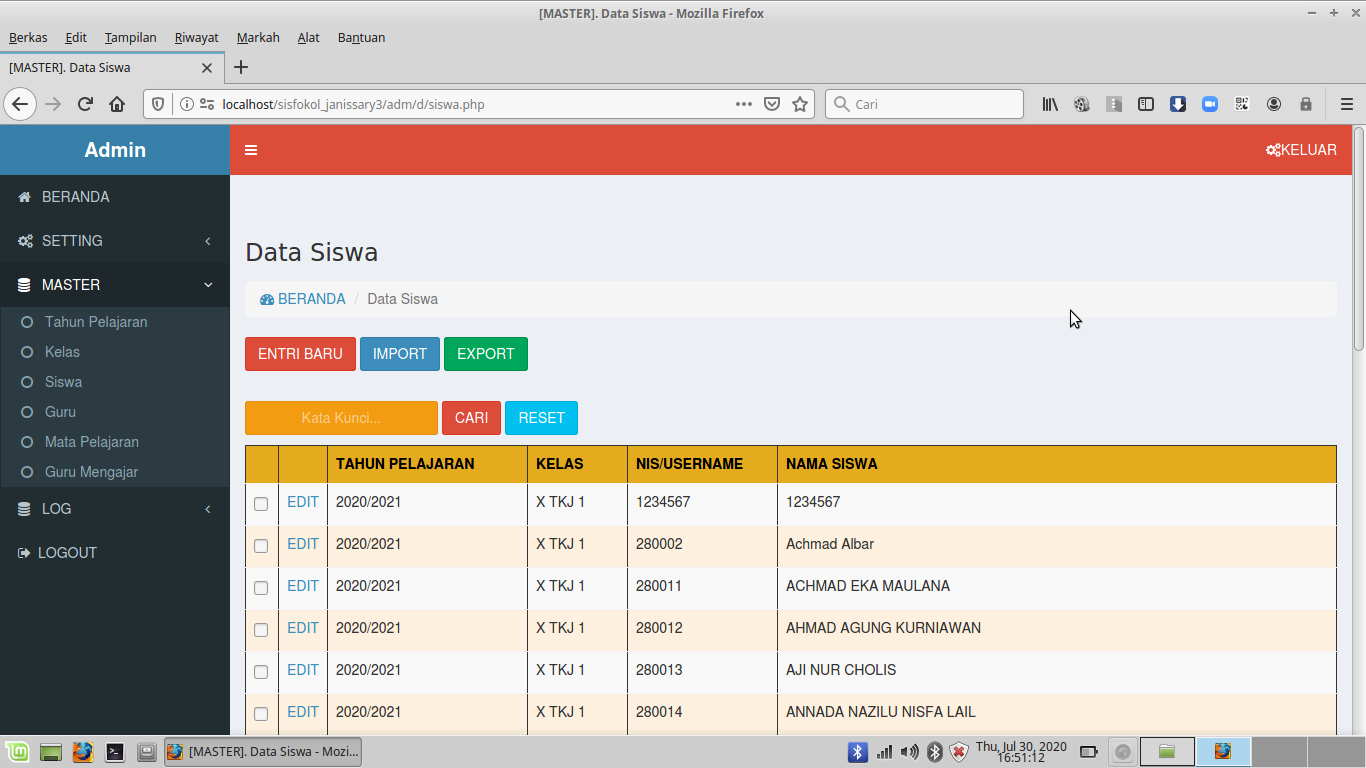 [MASTER]. Data Siswa - Mozilla Firefox
Berkas Edit Tampilan Riwayat Markah Alat Bantuan
[MASTER]. Data Siswa
localhost/sisfokol_janissary3/adm/d/siswa.php
Cari
Admin
KELUAR
BERANDA
SETTING
MASTER
Tahun Pelajaran
Kelas
Siswa
Guru
Mata Pelajaran
Guru Mengajar
LOG
LOGOUT
Data Siswa
BERANDA / Data Siswa
ENTRI BARU IMPORT EXPORT
Kata Kunci... CARI RESET
TAHUN PELAJARAN KELAS NIS/USERNAME NAMA SISWA
EDIT 2020/2021 X TKJ 1 1234567 1234567
EDIT 2020/2021 X TKJ 1 280002 Achmad Albar
EDIT 2020/2021 X TKJ 1 280011 ACHMAD EKA MAULANA
EDIT 2020/2021 X TKJ 1 280012 AHMAD AGUNG KURNIAWAN
EDIT 2020/2021 X TKJ 1 280013 AJI NUR CHOLIS
EDIT 2020/2021 X TKJ 1 280014 ANNADA NAZILU NISFA LAIL
[MASTER]. Data Siswa - Mozi...
Thu, Jul 30, 2020
16:51:12